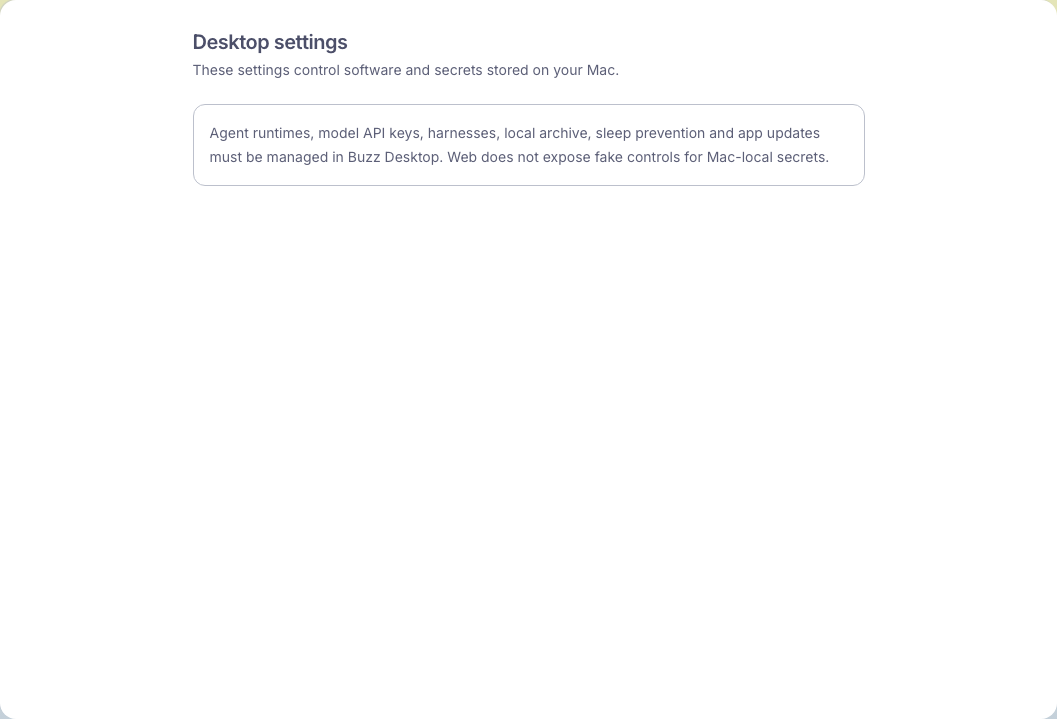 Desktop settings
These settings control software and secrets stored on your Mac.
Agent runtimes, model API keys, harnesses, local archive, sleep prevention and app updates
must be managed in Buzz Desktop. Web does not expose fake controls for Mac-local secrets.